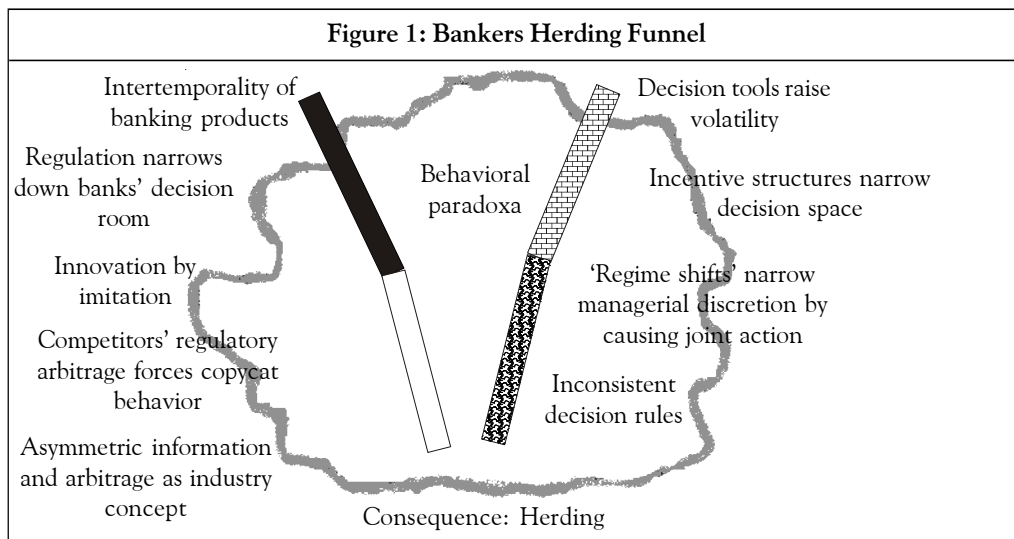 Figure 1: Bankers Herding Funnel
Intertemporality of
banking products
Regulation narrows
down banks’ decision
room
Innovation by
imitation
Competitors’ regulatory
arbitrage forces copycat
behavior
Asymmetric information
and arbitrage as industry
concept
Behavioral
paradoxa
Decision tools raise
volatility
Incentive structures narrow
decision space
‘Regime shifts’ narrow
managerial discretion by
causing joint action
Inconsistent
decision rules
Consequence: Herding